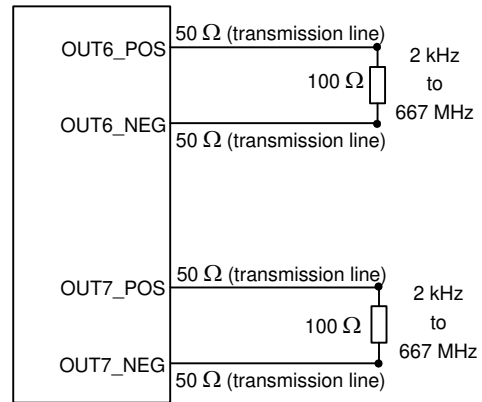 50 Ω (transmission line)
OUT6_POS
2 kHz
100 Ω
to
667 MHz
OUT6_NEG
50 Ω (transmission line)
50 Ω (transmission line)
OUT7_POS
2 kHz
100 Ω
to
667 MHz
OUT7_NEG
50 Ω (transmission line)